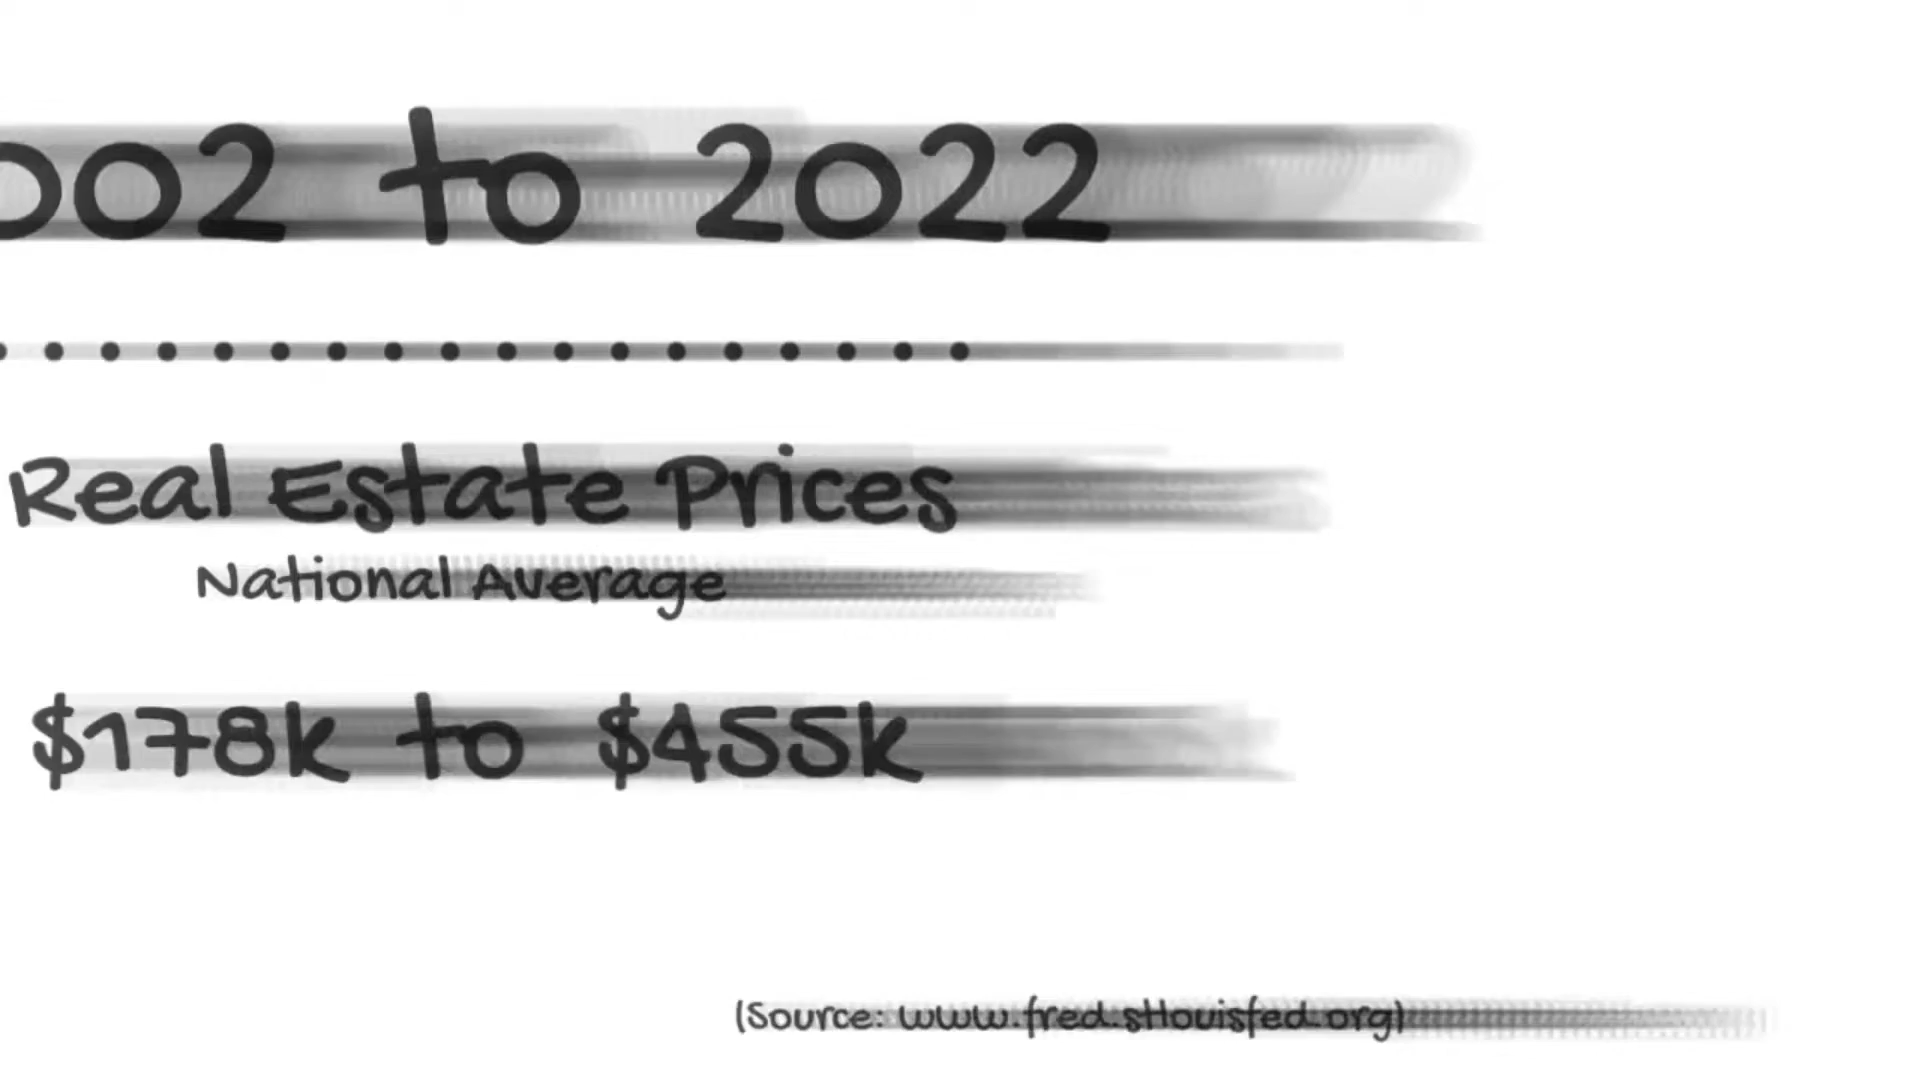 002 to 2022
Real Estate Prices
National Average
$178k to $455k
(Source: www.fred.stlouisfed.org)